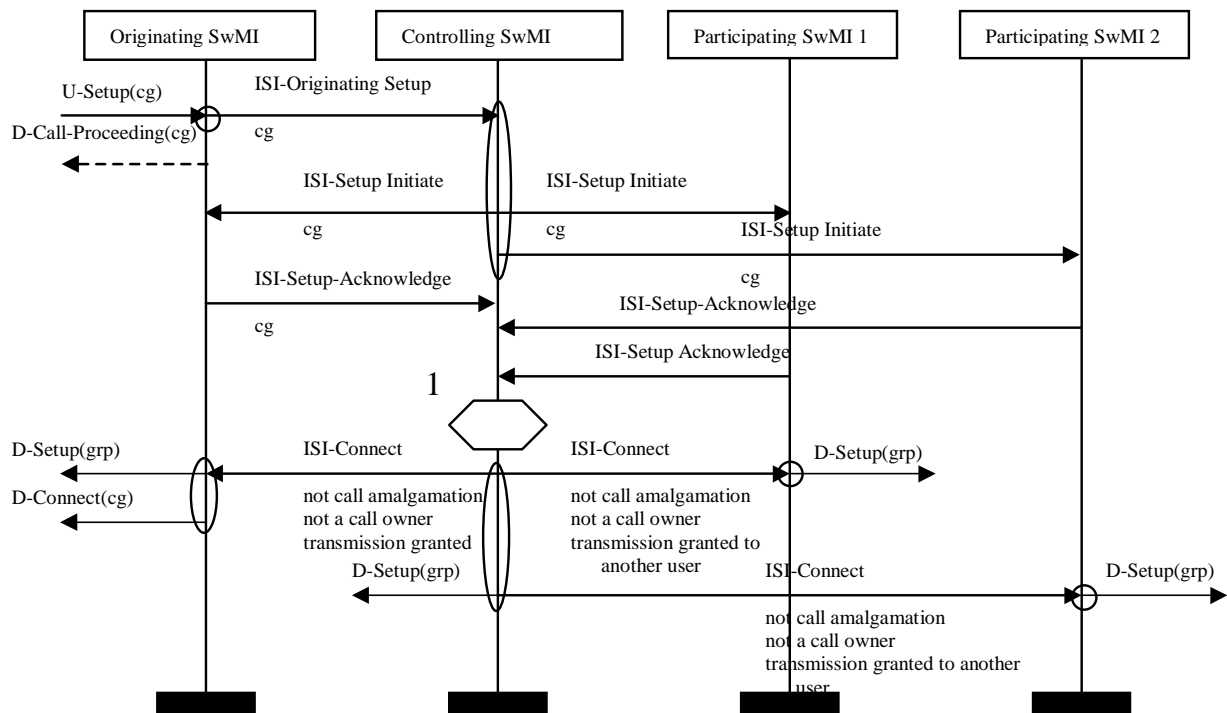 Originating SwMI
Controlling SwMI
Participating SwMI 1
Participating SwMI 2
U-Setup(cg)
ISI-Originating Setup
D-Call-Proceeding(cg)
cg
ISI-Setup Initiate
ISI-Setup Initiate
cg
cg
ISI-Setup Initiate
cg
ISI-Setup-Acknowledge
cg
ISI-Setup-Acknowledge
ISI-Setup Acknowledge
1
D-Setup(grp)
ISI-Connect
ISI-Connect
D-Setup(grp)
D-Connect(cg)
not call amalgamation
not a call owner
transmission granted
not call amalgamation
not a call owner
transmission granted to
another user
D-Setup(grp)
ISI-Connect
D-Setup(grp)
not call amalgamation
not a call owner
transmission granted to another
user